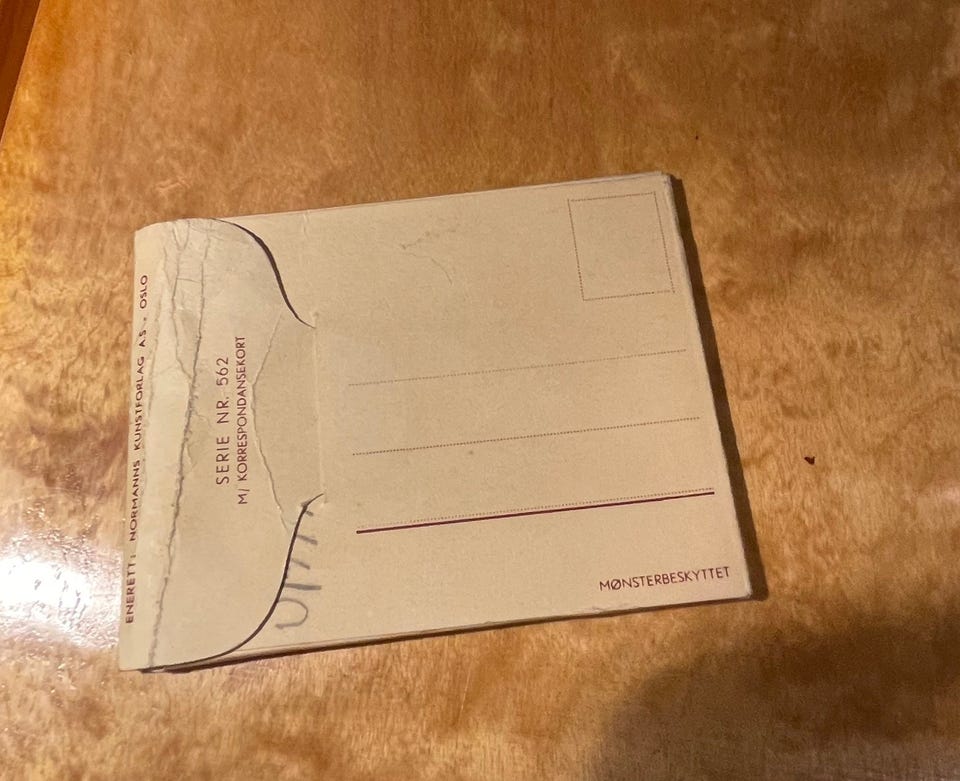 ENERETT: NORMANNS KUNSTFORLAG A.S. - OSLO
SERIE NR. 562
M/ KORRESPONDANSEKORT
MØNSTERBESKYTTET